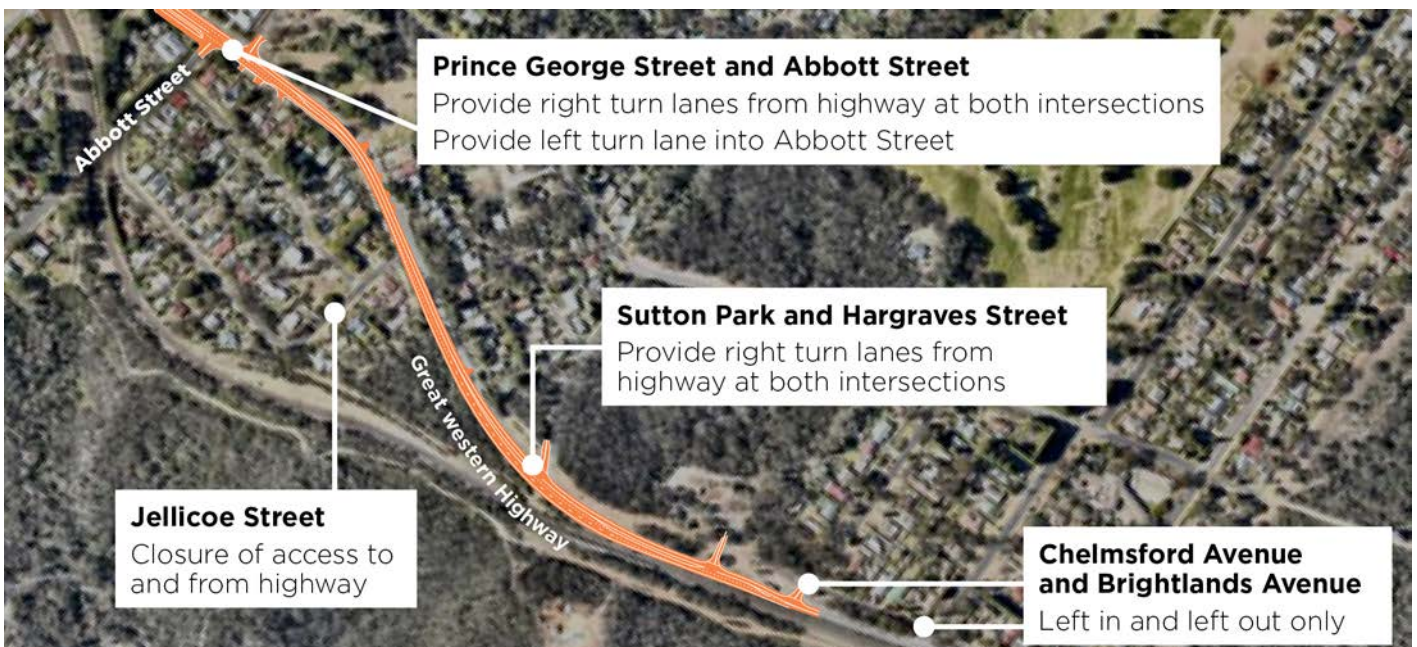 Prince George Street and Abbott Street
Provide right turn lanes from highway at both intersections
Provide left turn lane into Abbott Street
Abbott Street
Sutton Park and Hargraves Street
Provide right turn lanes from
highway at both intersections
Great western Highway
Jellicoe Street
Closure of access to
and from highway
Chelmsford Avenue
and Brightlands Avenue
Left in and left out only